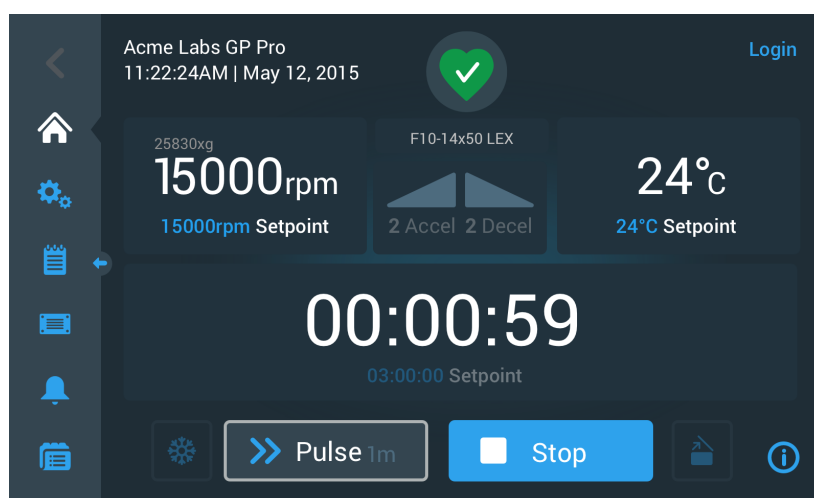 Acme Labs GP Pro
Login
11:22:24AM | May 12, 2015
25830xg
15000rpm
15000rpm Setpoint
F10-14x50 LEX
2 Accel 2 Decel
24°C
24°C Setpoint
00:00:59
03:00:00 Setpoint
Pulse 1m
Stop